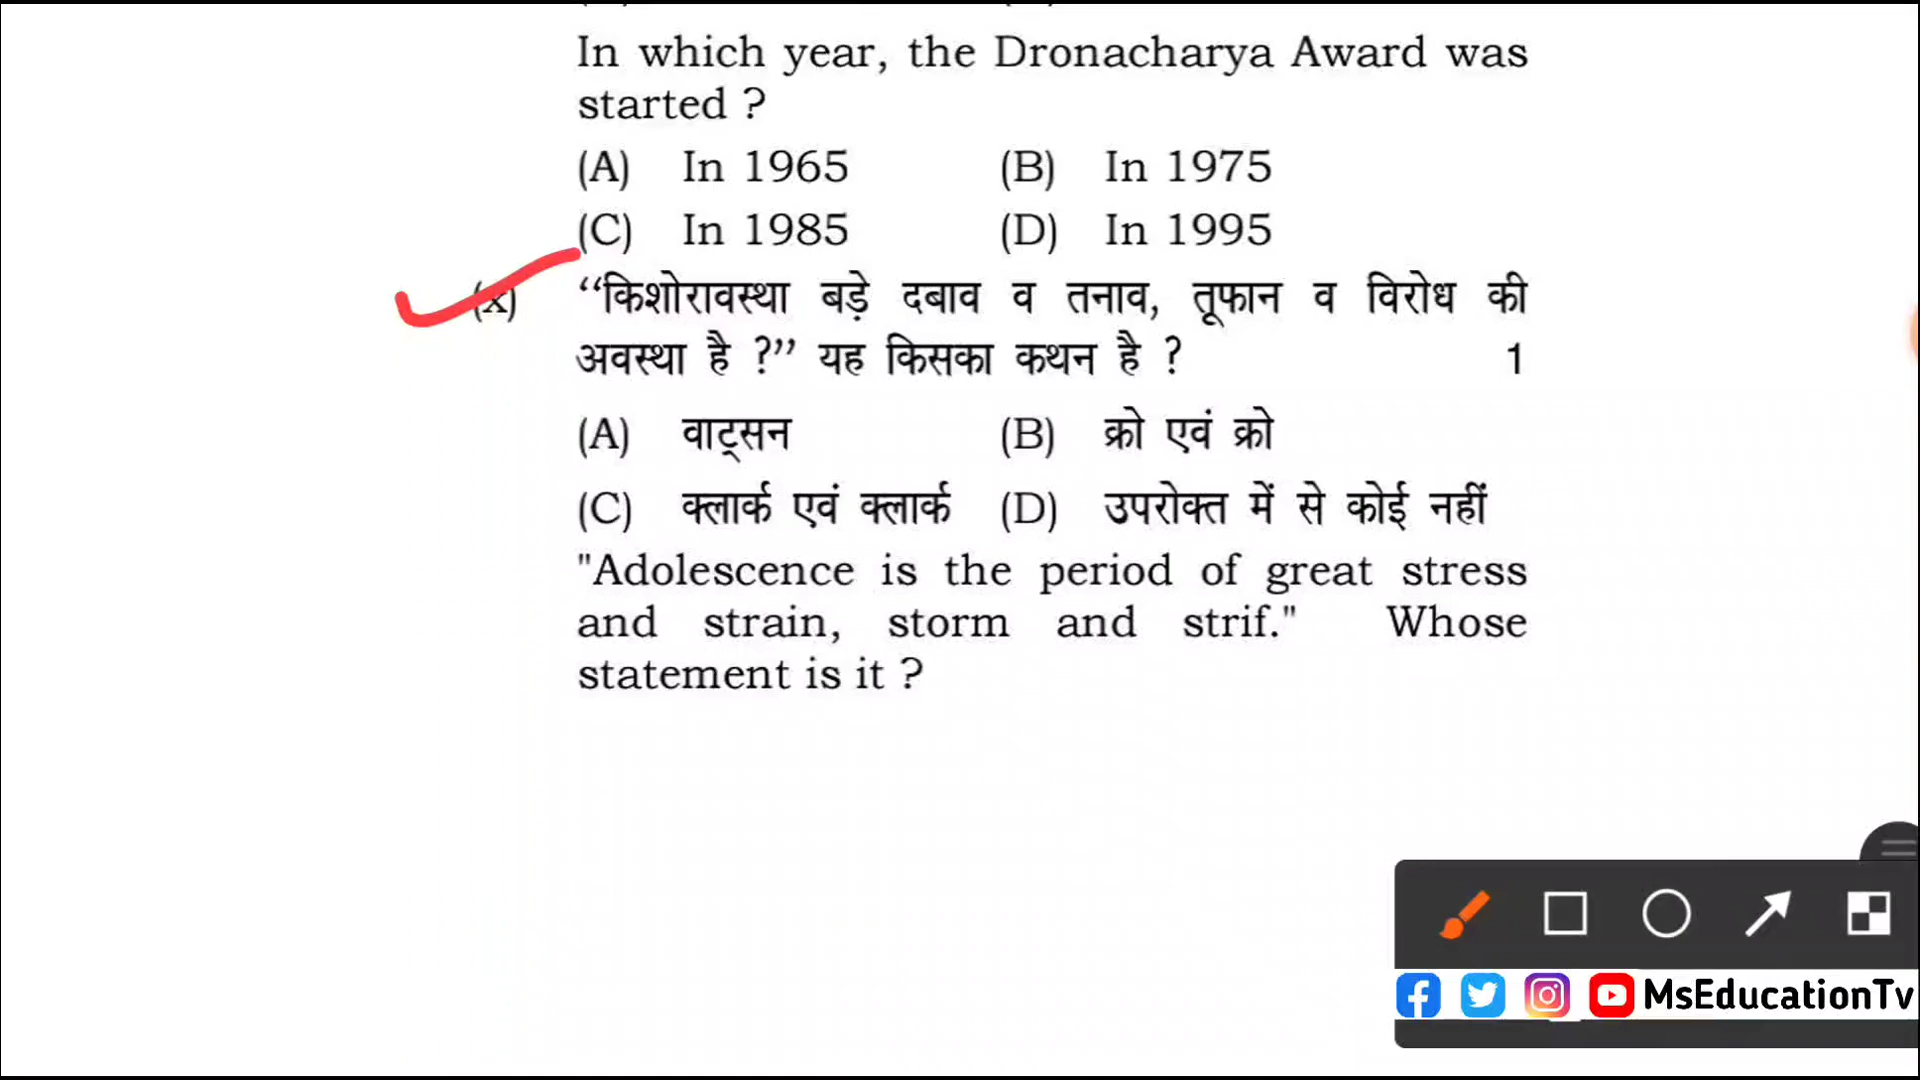 In which year, the Dronacharya Award was
started ?
(A) In 1965 (B) In 1975
(C) In 1985 (D) In 1995
(x) ‘‘किशोरावस्था बड़े दबाव व तनाव, तूफान व विरोध की
अवस्था है ?’’ यह किसका कथन है ? 1
(A) वाट्सन (B) क्रो एवं क्रो
(C) क्लार्क एवं क्लार्क (D) उपरोक्त में से कोई नहीं
"Adolescence is the period of great stress
and strain, storm and strif." Whose
statement is it ?
MsEducationTv